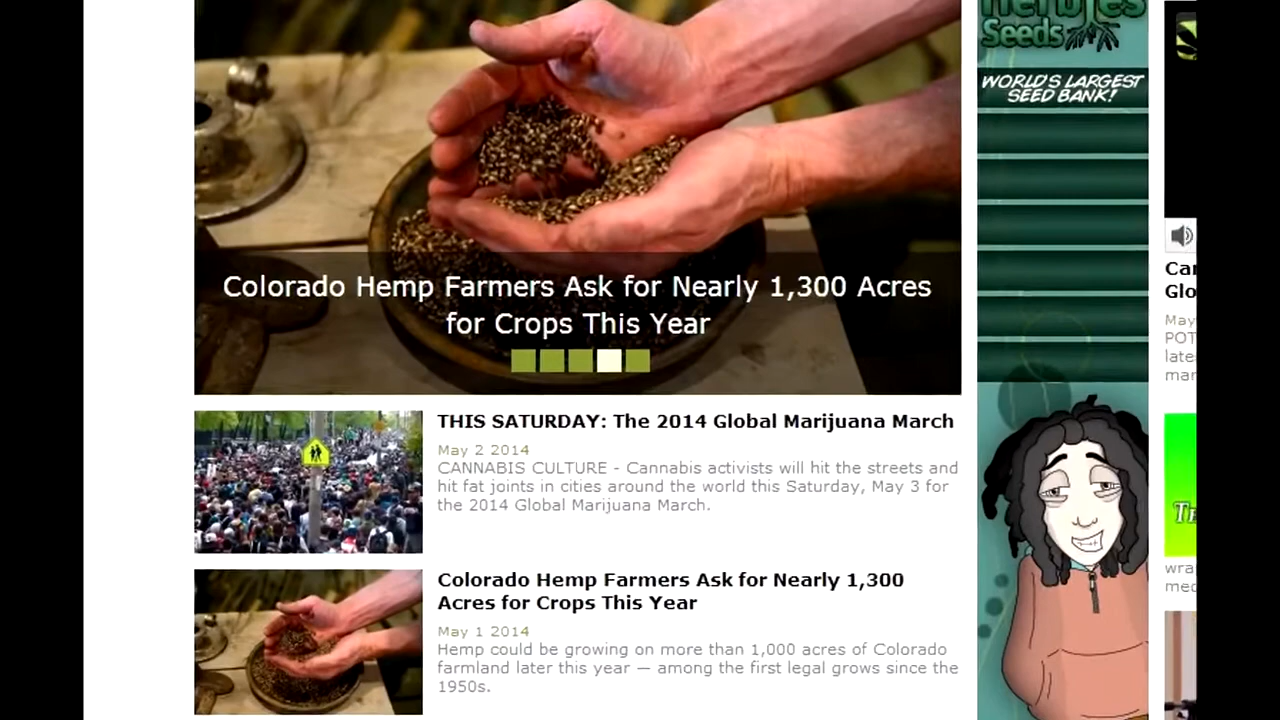 Herbies
Seeds
WORLD'S LARGEST
SEED BANK!
Colorado Hemp Farmers Ask for Nearly 1,300 Acres
for Crops This Year
THIS SATURDAY: The 2014 Global Marijuana March
May 2 2014
CANNABIS CULTURE - Cannabis activists will hit the streets and
hit fat joints in cities around the world this Saturday, May 3 for
the 2014 Global Marijuana March.
Colorado Hemp Farmers Ask for Nearly 1,300
Acres for Crops This Year
May 1 2014
Hemp could be growing on more than 1,000 acres of Colorado
farmland later this year — among the first legal grows since the
1950s.
Glo
May
POT
late